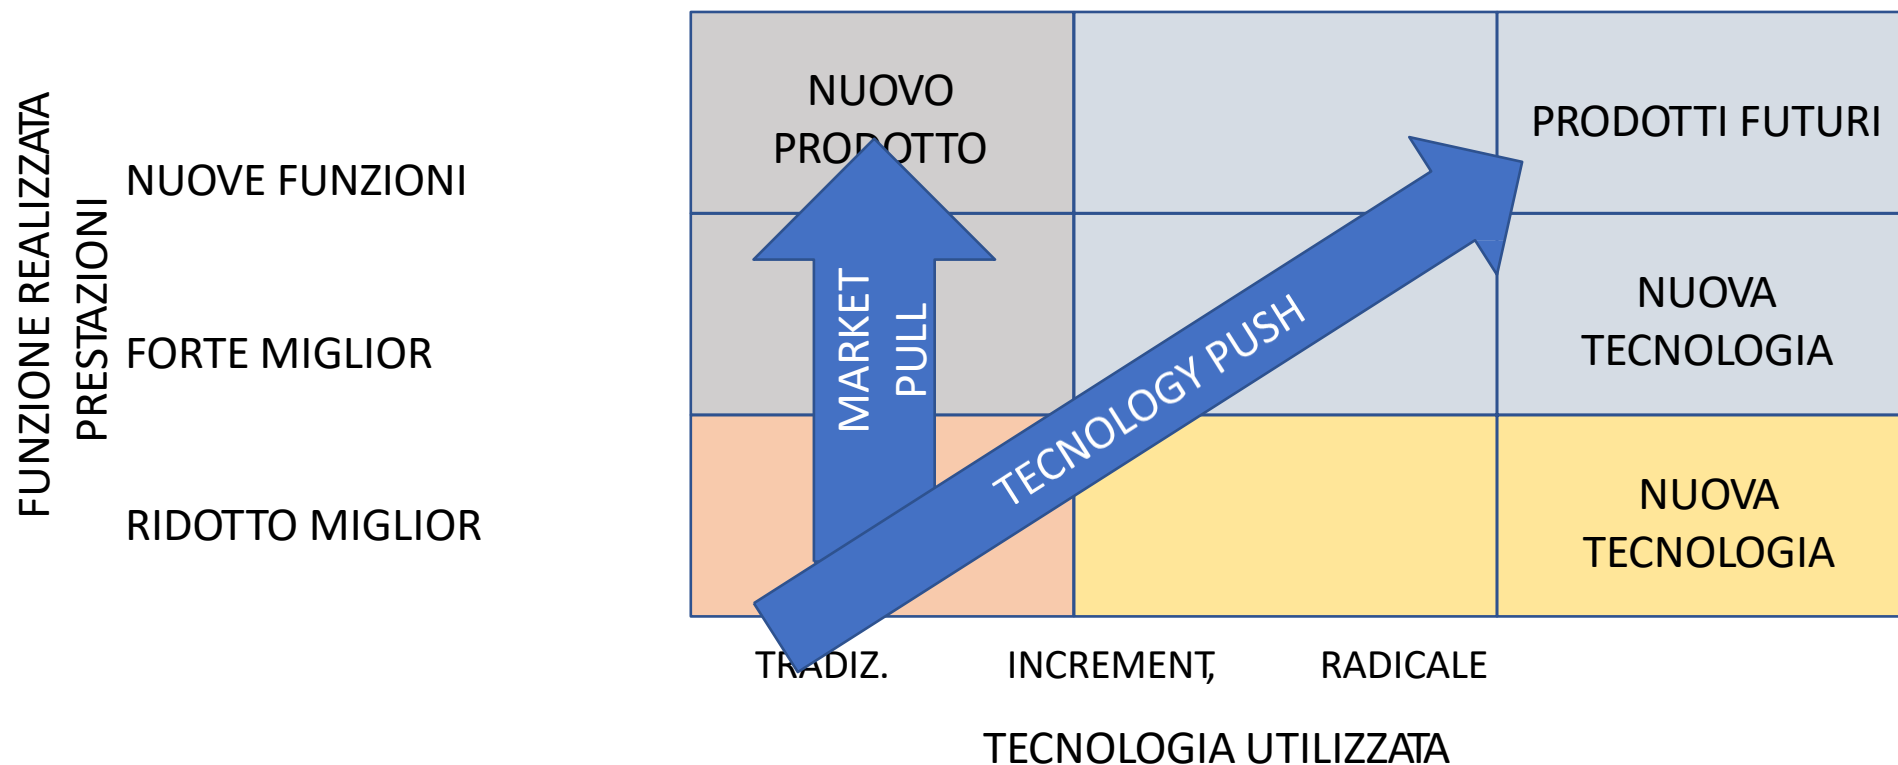 FUNZIONE REALIZZATA
PRESTAZIONI
NUOVE FUNZIONI
FORTE MIGLIOR
RIDOTTO MIGLIOR
NUOVO
PRODOTTO
PRODOTTI FUTURI
MARKET
PULL
TECNOLOGY PUSH
NUOVA
TECNOLOGIA
NUOVA
TECNOLOGIA
TRADIZ. INCREMENT, RADICALE
TECNOLOGIA UTILIZZATA